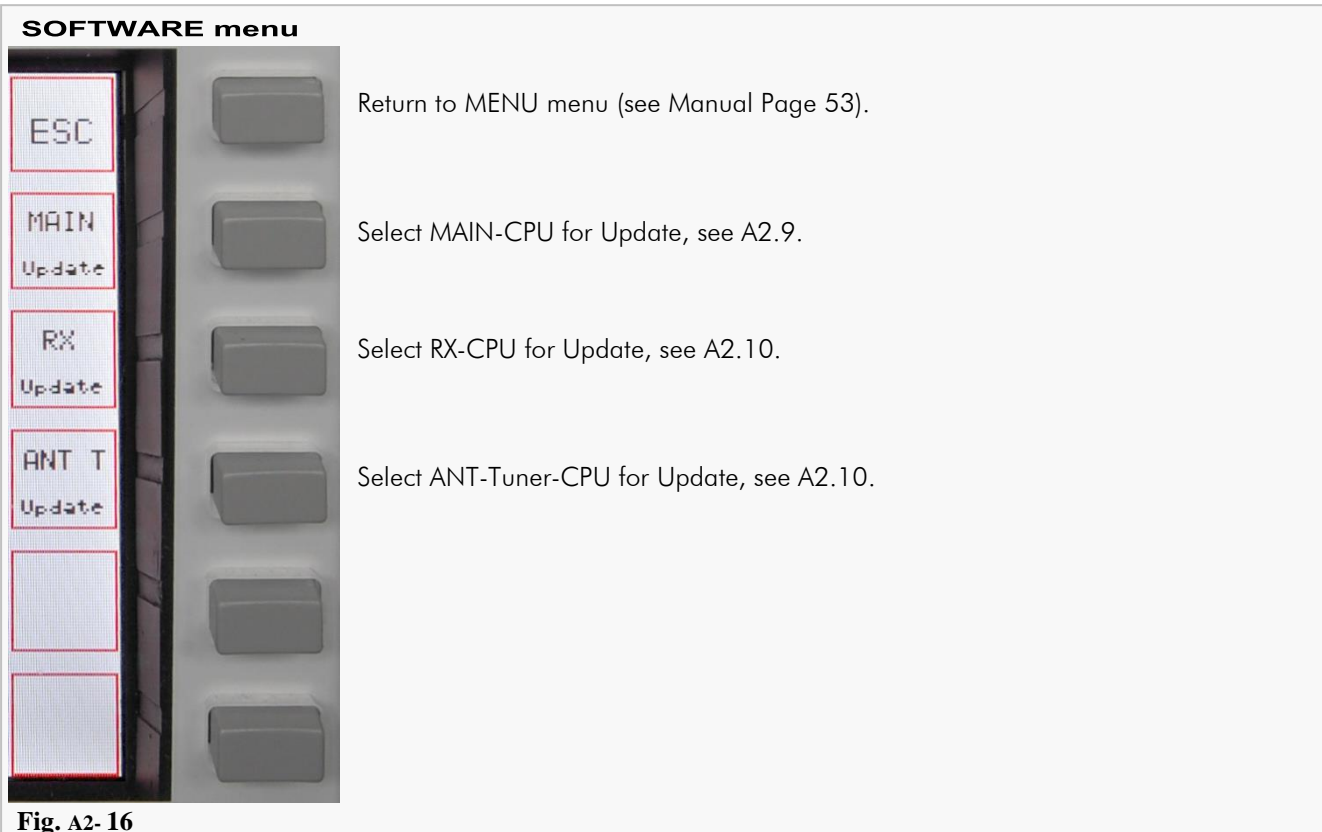 SOFTWARE menu
ESC
Return to MENU menu (see Manual Page 53).
MAIN
Update
Select MAIN-CPU for Update, see A2.9.
RX
Update
Select RX-CPU for Update, see A2.10.
ANT T
Update
Select ANT-Tuner-CPU for Update, see A2.10.
Fig. A2- 16